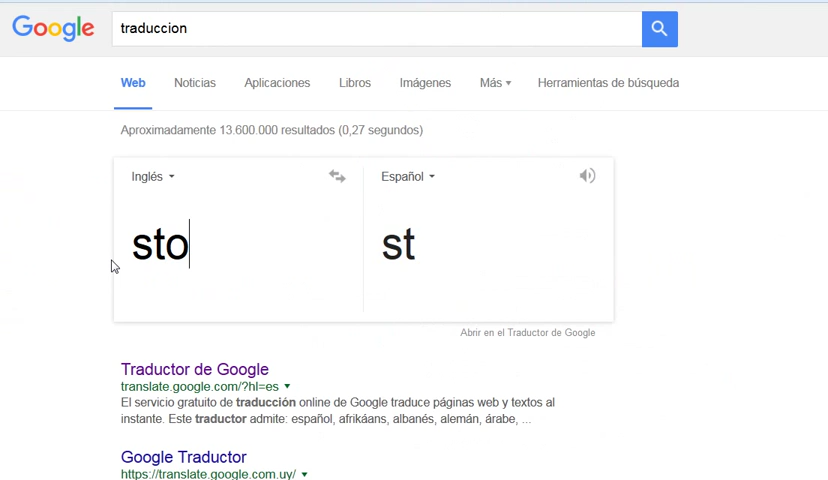 Google
traduccion
Web Noticias Aplicaciones Libros Imágenes Más Herramientas de búsqueda
Aproximadamente 13.600.000 resultados (0,27 segundos)
Inglés Español
sto st
Abrir en el Traductor de Google
Traductor de Google
translate.google.com/?hl=es
El servicio gratuito de traducción online de Google traduce páginas web y textos al
instante. Este traductor admite: español, afrikáans, albanés, alemán, árabe, ...
Google Traductor
https://translate.google.com.uy/